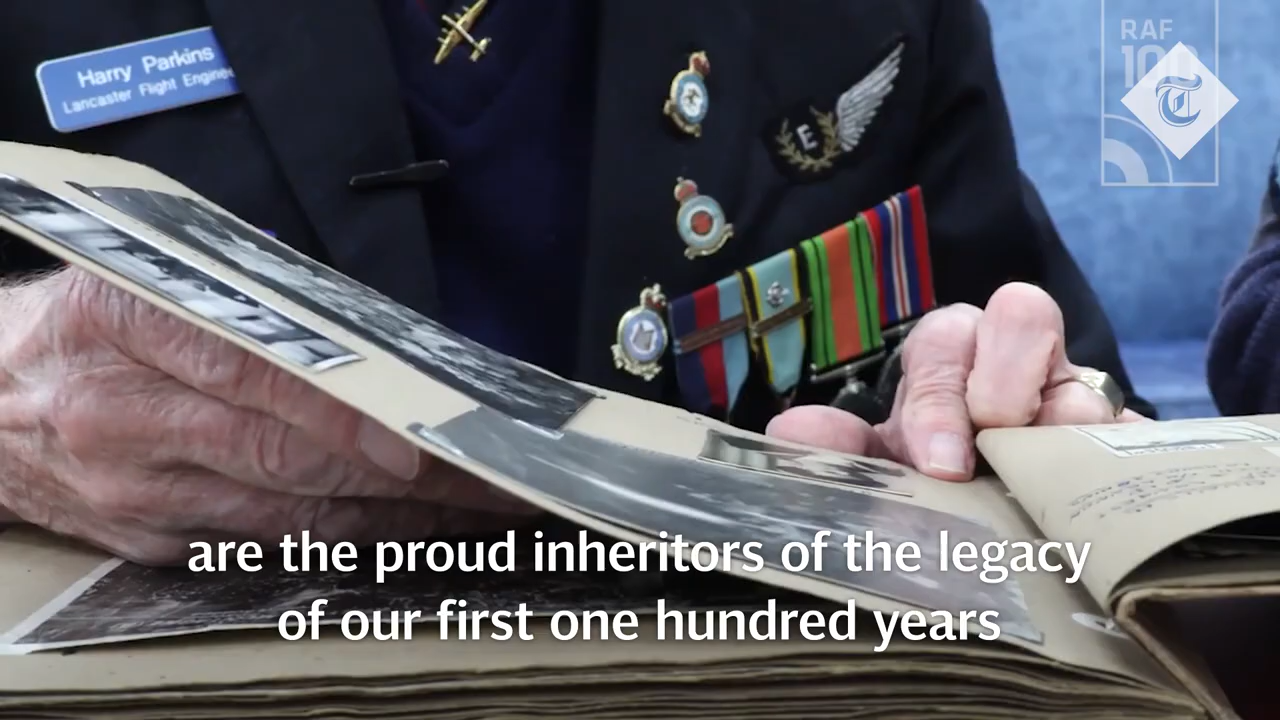 Harry Parkins
Lancaster Flight Engineer
E
RAF
100
T
are the proud inheritors of the legacy
of our first one hundred years